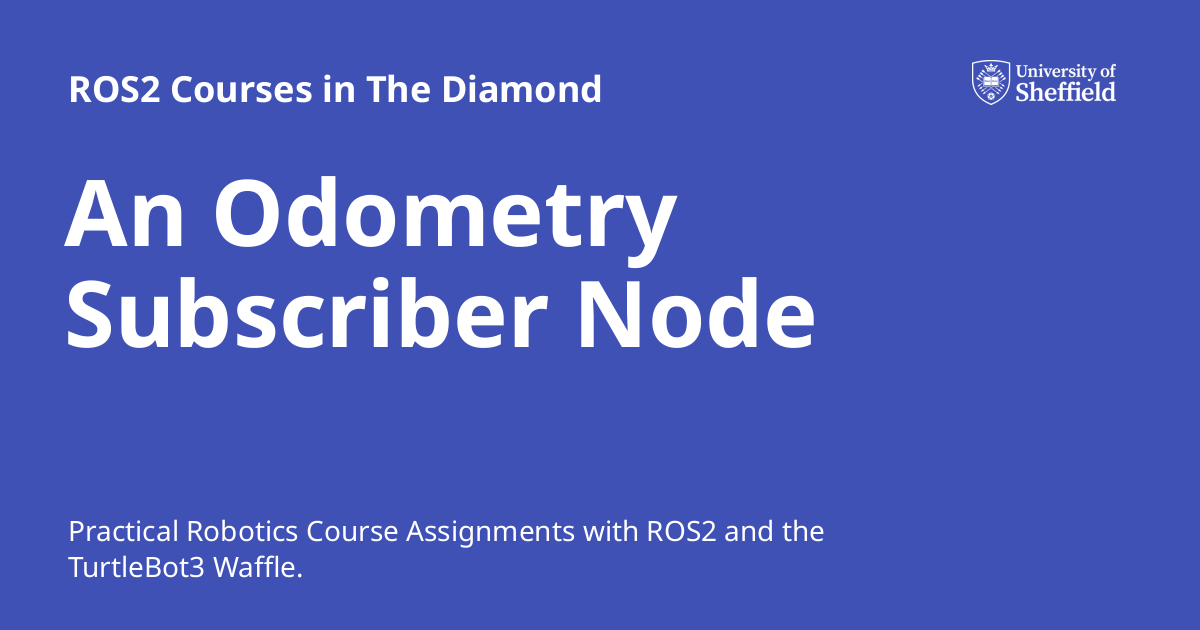 ROS2 Courses in The Diamond
University of
Sheffield
An Odometry
Subscriber Node
Practical Robotics Course Assignments with ROS2 and the
TurtleBot3 Waffle.